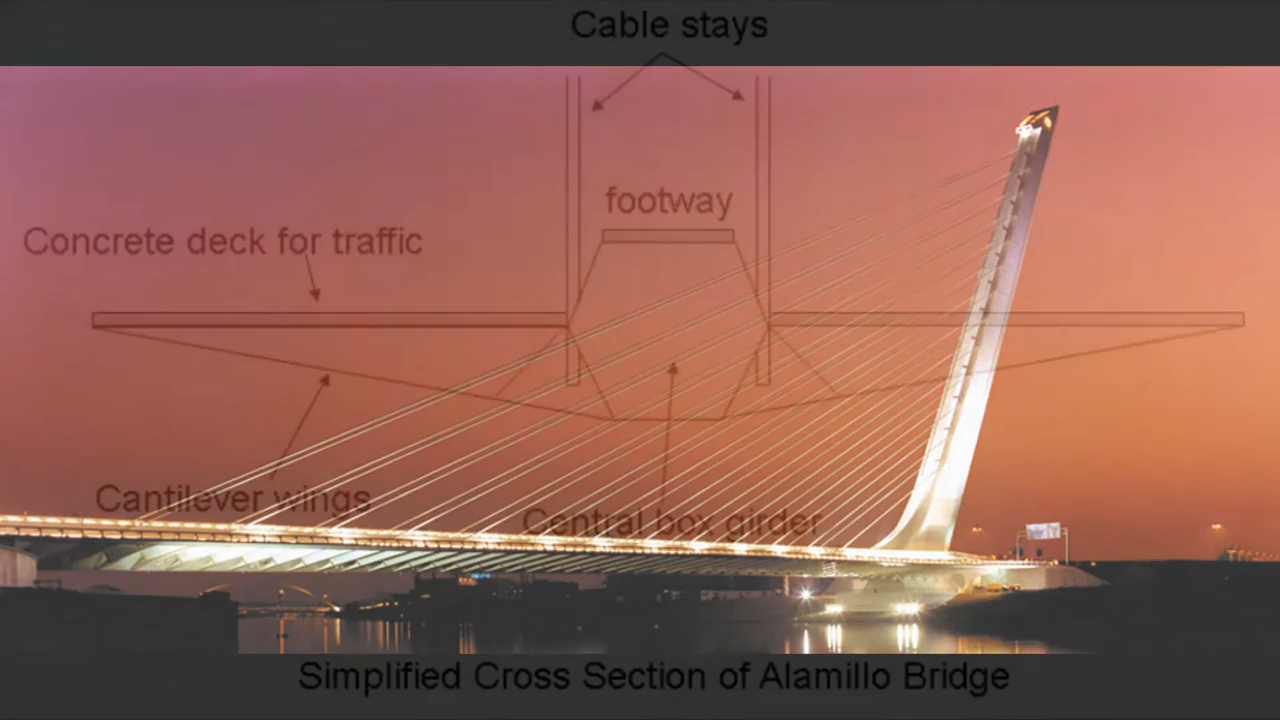 Cable stays
footway
Concrete deck for traffic
Cantilever wings
Central box girder
Simplified Cross Section of Alamillo Bridge